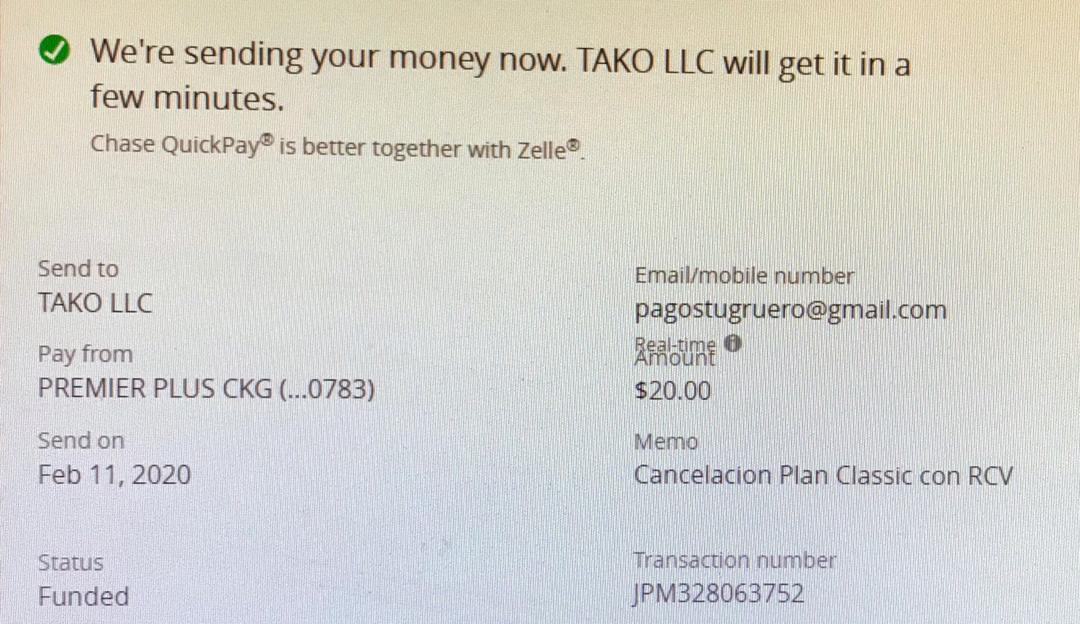 We're sending your money now. TAKO LLC will get it in a
few minutes.
Chase QuickPay® is better together with Zelle®.
Send to
TAKO LLC
Email/mobile number
pagostugruero@gmail.com
Pay from
PREMIER PLUS CKG (...0783)
Real-time
Amount
$20.00
Send on
Feb 11, 2020
Memo
Cancelacion Plan Classic con RCV
Status
Funded
Transaction number
JPM328063752